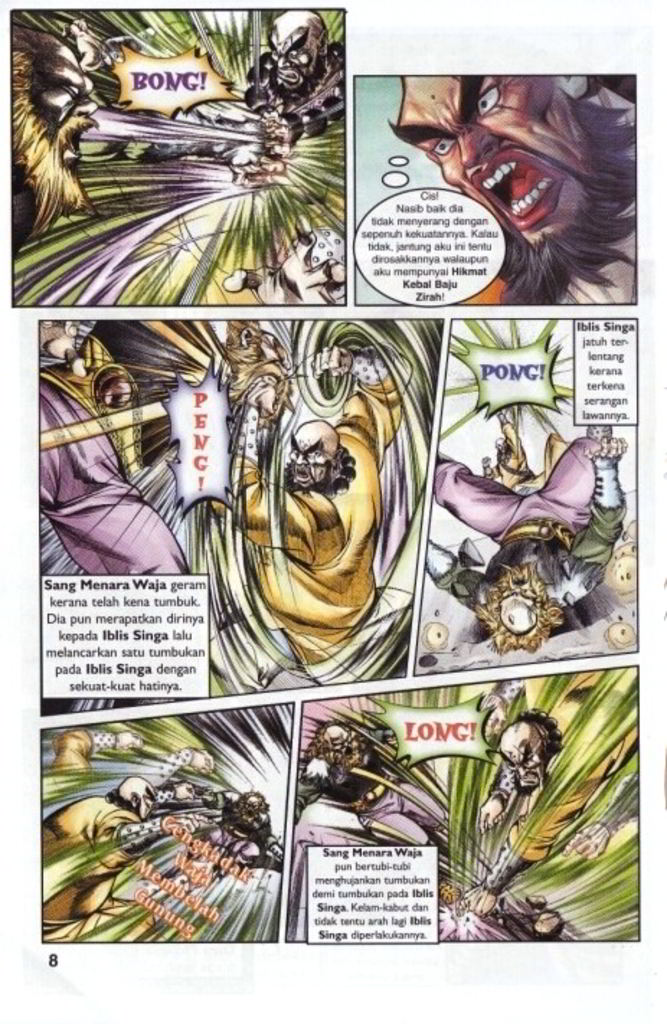 BONG!
Cis!
Nasib baik dia
tidak menyerang dengan
sepenuh kekuatannya. Kalau
tidak, jantung aku ini tentu
dirosakkannya walaupun
aku mempunyai Hikmat
Kebal Baju
Zirah!
PENG!
Sang Menara Waja geram
kerana telah kena tumbuk.
Dia pun merapatkan dirinya
kepada Iblis Singa lalu
melancarkan satu tumbukan
pada Iblis Singa dengan
sekuat-kuat hatinya.
PONG!
Iblis Singa
jatuh ter-
lentang
kerana
terkena
serangan
lawannya.
Waja
Membelah
Gunung
LONG!
Sang Menara Waja
pun bertubi-tubi
menghujankan tumbukan
demi tumbukan pada Iblis
Singa. Kelam-kabut dan
tidak tentu arah lagi Iblis
Singa diperlakukannya.
8